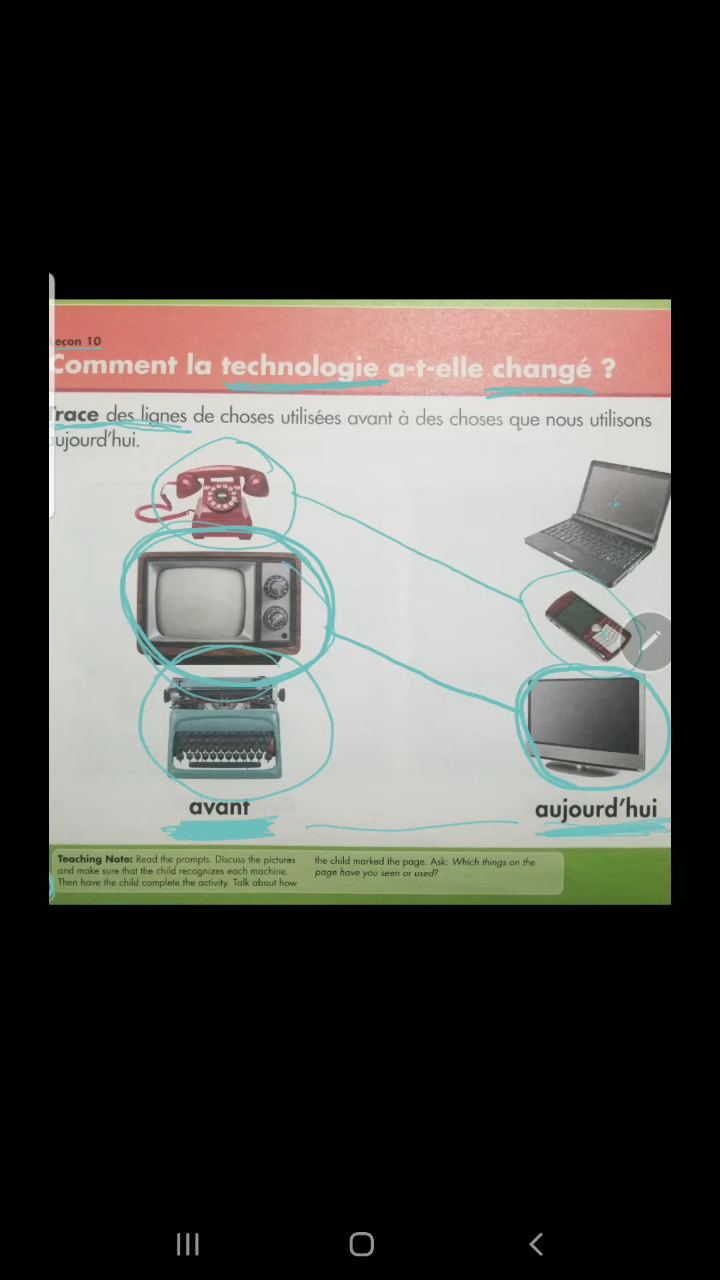 eçon 10
Comment la technologie a-t-elle changé ?
Trace des lignes de choses utilisées avant à des choses que nous utilisons
ujourd'hui.
avant
aujourd'hui
Teaching Note: Read the prompts. Discuss the pictures
and make sure that the child recognizes each machine.
Then have the child complete the activity. Talk about how
the child marked the page. Ask: Which things on the
page have you seen or used?